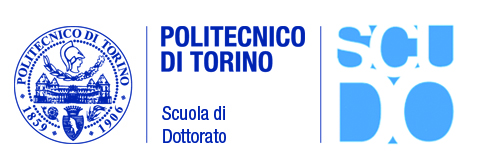 POLITECNICO DI TORINO
1859 1906
POLITECNICO
DI TORINO
Scuola di
Dottorato
SCU
DO